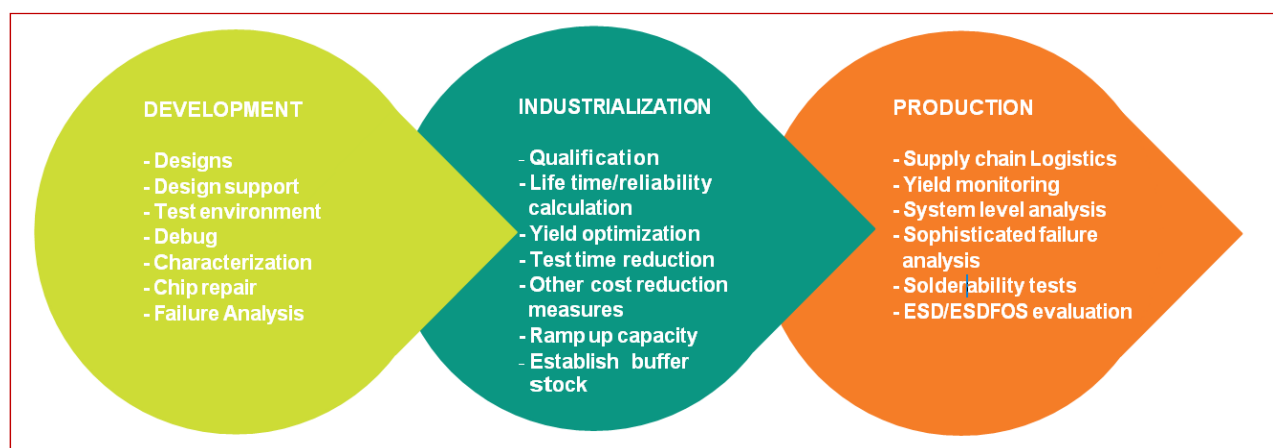 DEVELOPMENT
- Designs
- Design support
- Test environment
- Debug
- Characterization
- Chip repair
- Failure Analysis
INDUSTRIALIZATION
- Qualification
- Life time/reliability
calculation
- Yield optimization
- Test time reduction
- Other cost reduction
measures
- Ramp up capacity
- Establish buffer
stock
PRODUCTION
- Supply chain Logistics
- Yield monitoring
- System level analysis
- Sophisticated failure
analysis
- Solderability tests
- ESD/ESDFOS evaluation